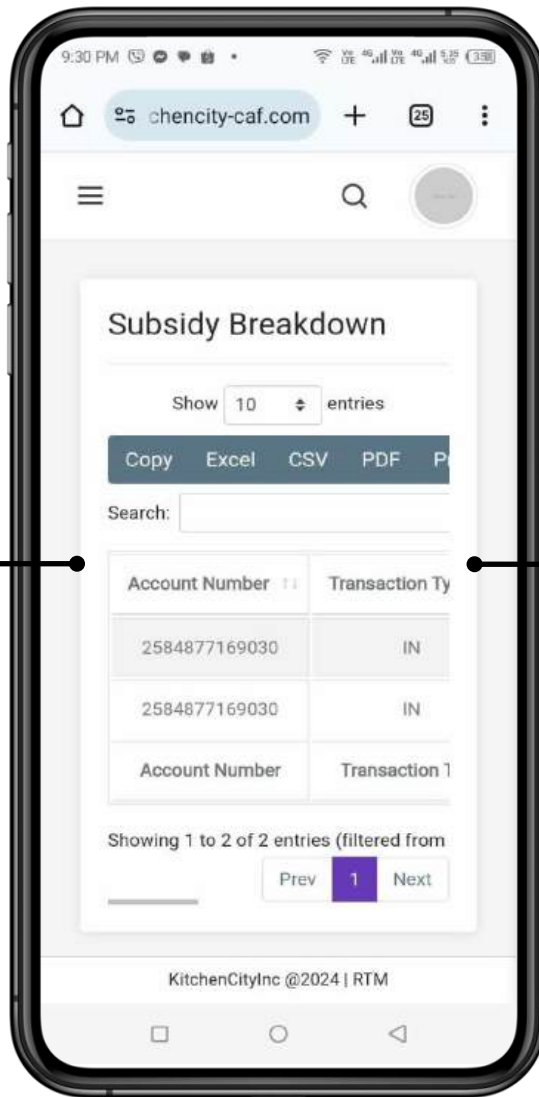 9:30 PM
chencity-caf.com
25
Subsidy Breakdown
Show 10 entries
Copy Excel CSV PDF
Search:
Account Number Transaction Ty
2584877169030 IN
2584877169030 IN
Account Number Transaction
Showing 1 to 2 of 2 entries (filtered from
Prev 1 Next
KitchenCityInc @2024 | RTM